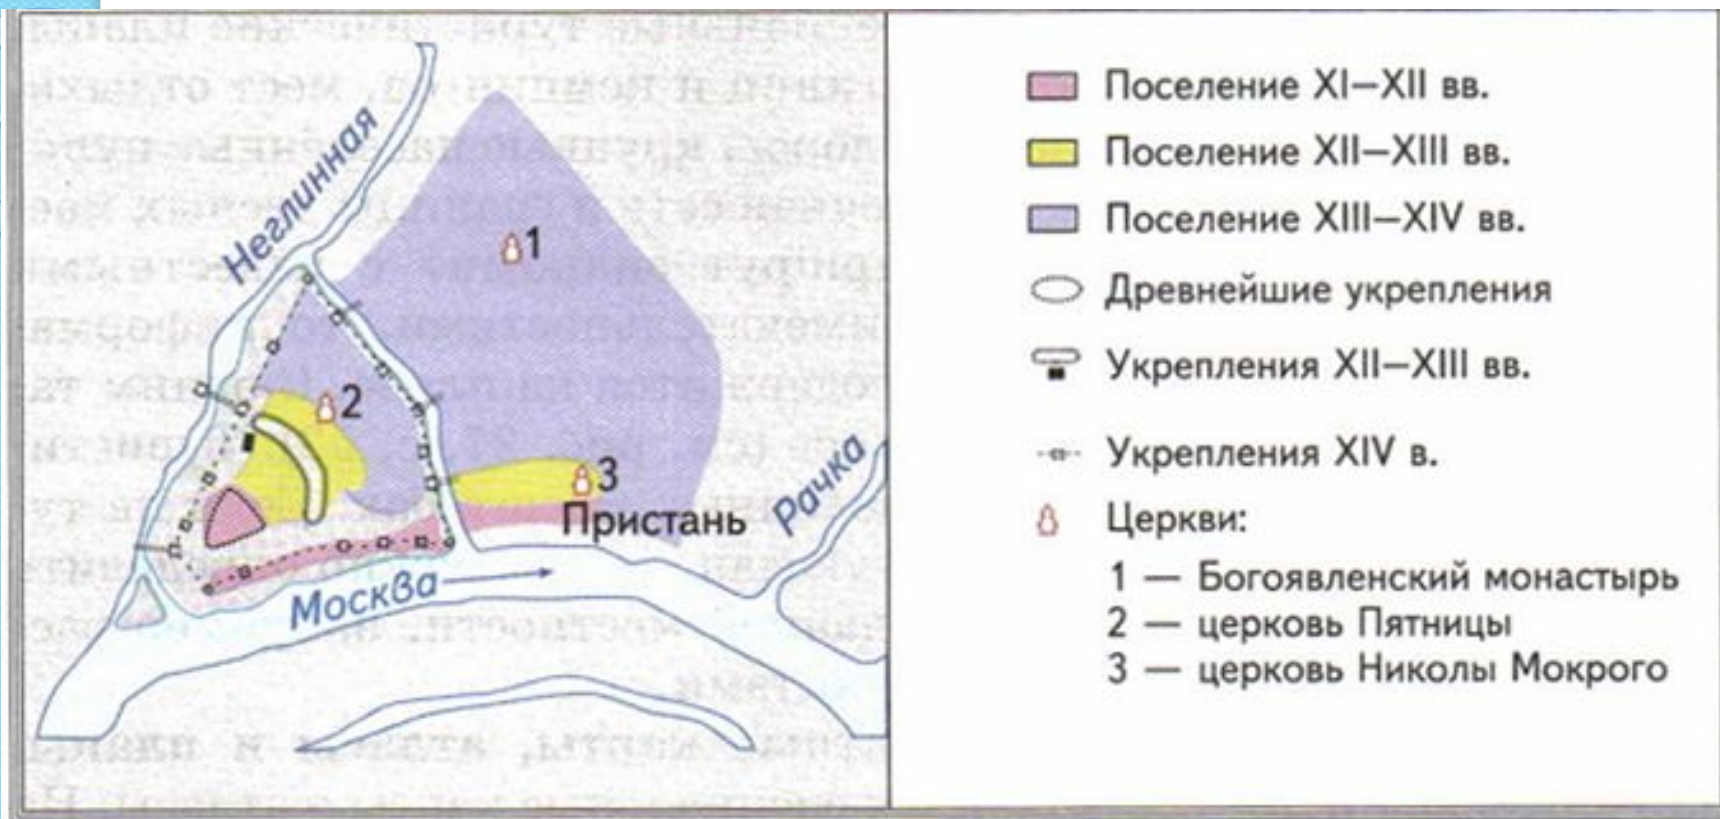 Неглинная
1
2
3
Пристань
Рачка
Москва
Поселение XI–XII вв.
Поселение XII–XIII вв.
Поселение XIII–XIV вв.
Древнейшие укрепления
Укрепления XII–XIII вв.
Укрепления XIV в.
Церкви:
1 — Богоявленский монастырь
2 — церковь Пятницы
3 — церковь Николы Мокрого